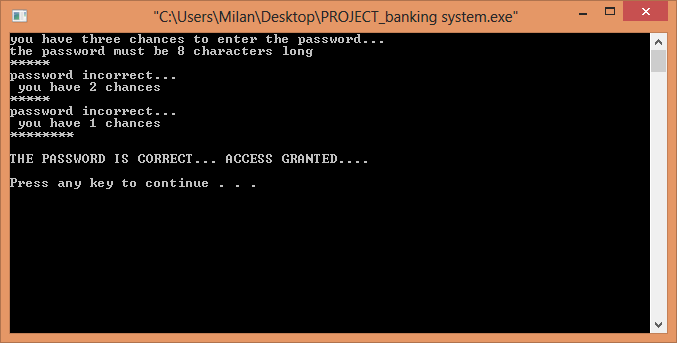 "C:\Users\Milan\Desktop\PROJECT_banking system.exe"
you have three chances to enter the password...
the password must be 8 characters long
*****
password incorrect...
 you have 2 chances
*****
password incorrect...
 you have 1 chances
********
THE PASSWORD IS CORRECT... ACCESS GRANTED....
Press any key to continue . . .